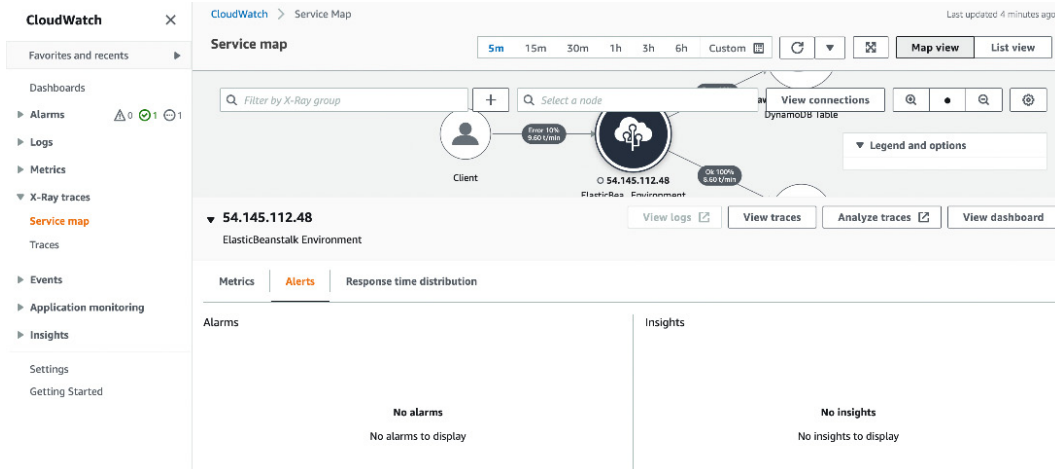 CloudWatch
CloudWatch > Service Map
Last updated 4 minutes ago
Favorites and recents
Service map
5m 15m 30m 1h 3h 6h Custom
Map view List view
Dashboards
Alarms 0 1 1
Logs
Metrics
X-Ray traces
Service map
Traces
Events
Application monitoring
Insights
Settings
Getting Started
Filter by X-Ray group
Select a node
View connections
DynamoDB Table
Legend and options
Error 10%
9.60 t/min
Ok 100%
8.60 t/min
Client
54.145.112.48
ElasticBea...Environment
54.145.112.48
ElasticBeanstalk Environment
View logs View traces Analyze traces View dashboard
Metrics Alerts Response time distribution
Alarms
No alarms
No alarms to display
Insights
No insights
No insights to display